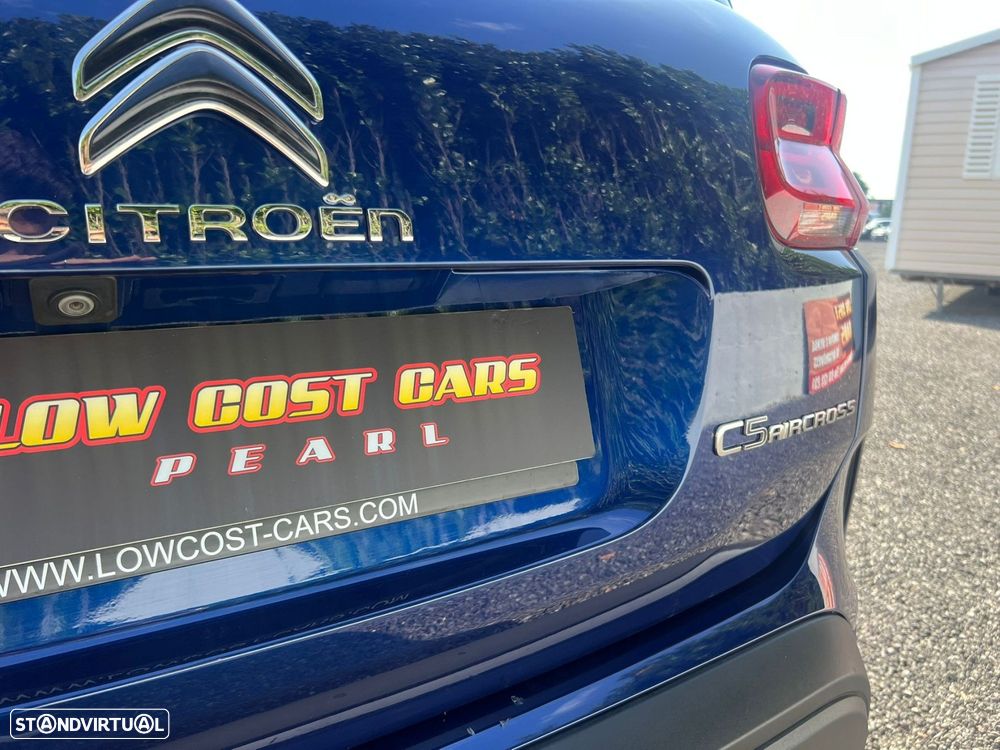 CITROËN
LOW COST CARS
PEARL
WWW.LOWCOST-CARS.COM
C5 AIRCROSS
STANDVIRTUAL